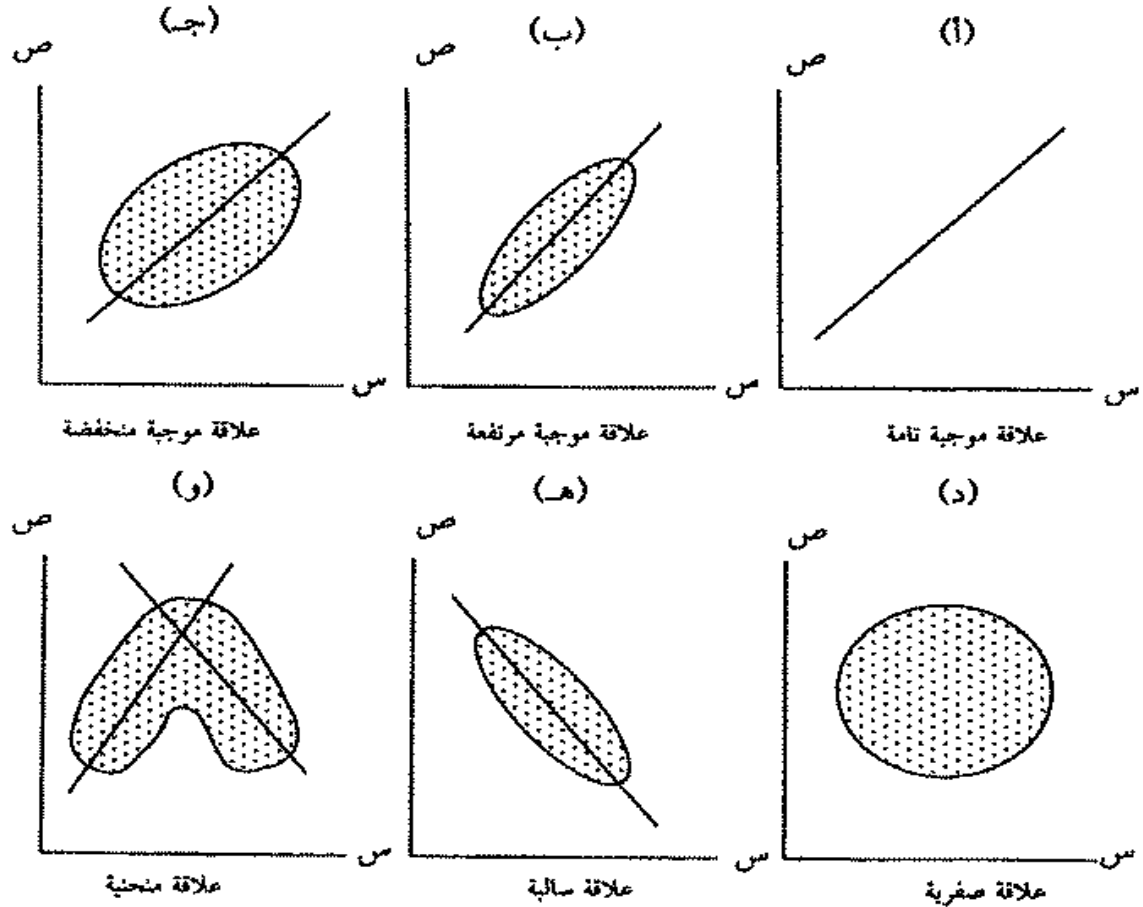 (أ)
ص
س
علاقة موجبة تامة
(ب)
ص
س
علاقة موجبة مرتفعة
(جـ)
ص
س
علاقة موجبة منخفضة
(د)
ص
س
علاقة صفرية
(هـ)
ص
س
علاقة سالبة
(و)
ص
س
علاقة منحنية